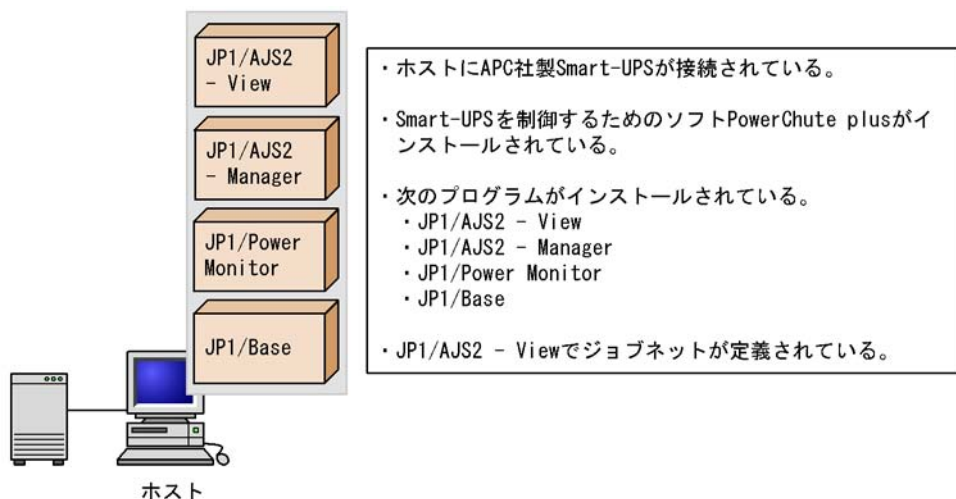 JP1/AJS2
- View
JP1/AJS2
- Manager
JP1/Power
Monitor
JP1/Base
ホスト
・ホストにAPC社製Smart-UPSが接続されている。
・Smart-UPSを制御するためのソフトPowerChute plusがイ
ンストールされている。
・次のプログラムがインストールされている。
・JP1/AJS2 - View
・JP1/AJS2 - Manager
・JP1/Power Monitor
・JP1/Base
・JP1/AJS2 - Viewでジョブネットが定義されている。